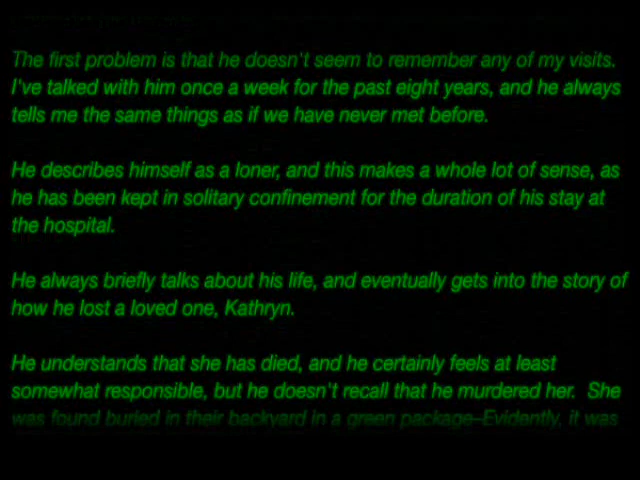 The first problem is that he doesn't seem to remember any of my visits.
I've talked with him once a week for the past eight years, and he always
tells me the same things as if we have never met before.
He describes himself as a loner, and this makes a whole lot of sense, as
he has been kept in solitary confinement for the duration of his stay at
the hospital.
He always briefly talks about his life, and eventually gets into the story of
how he lost a loved one, Kathryn.
He understands that she has died, and he certainly feels at least
somewhat responsible, but he doesn't recall that he murdered her.  She
was found buried in their backyard in a green package–Evidently, it was